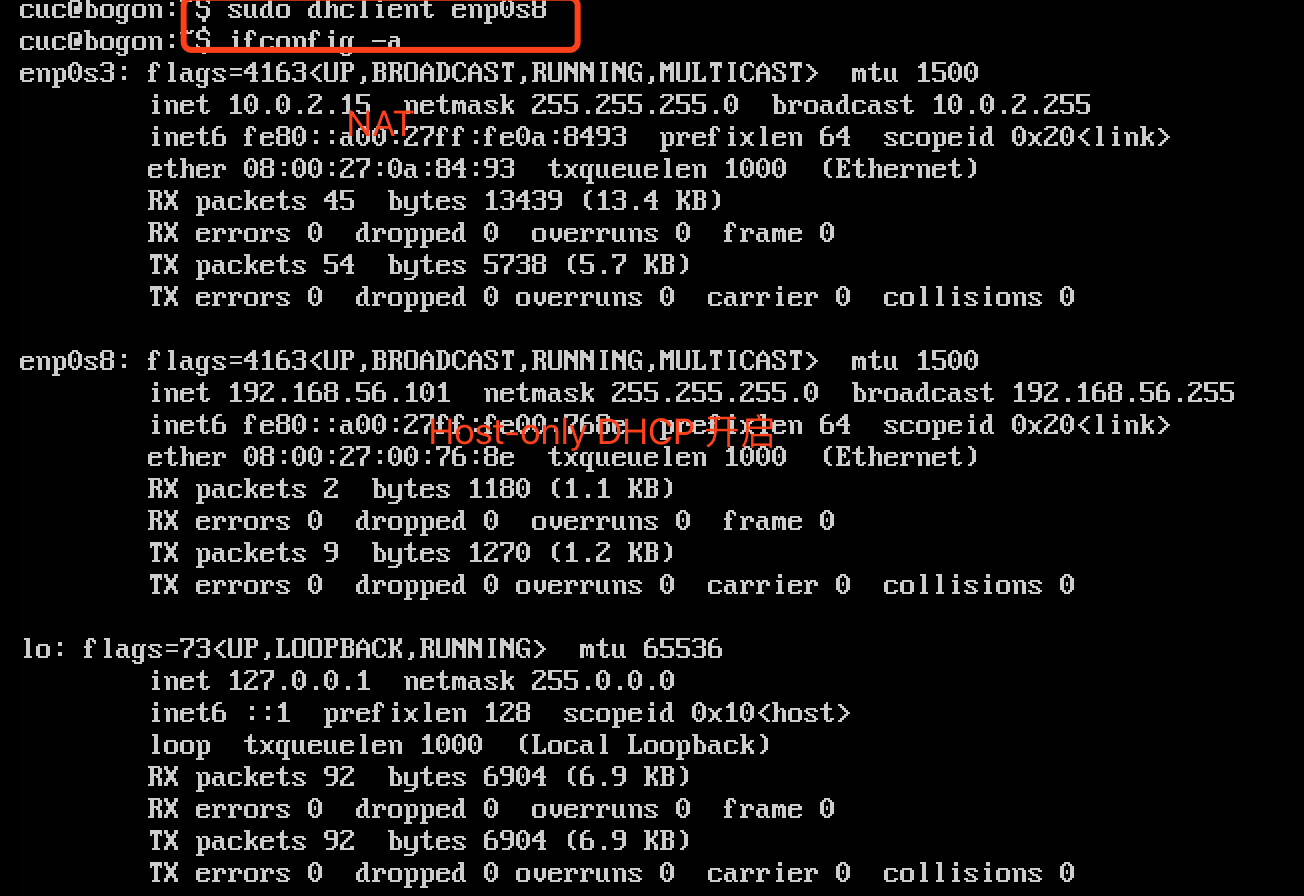 cuc@bogon:~$ sudo dhclient enp0s8
cuc@bogon:~$ ifconfig -a
enp0s3: flags=4163<UP,BROADCAST,RUNNING,MULTICAST>  mtu 1500
inet 10.0.2.15  netmask 255.255.255.0  broadcast 10.0.2.255
NAT
inet6 fe80::a00:27ff:fe0a:8493  prefixlen 64  scopeid 0x20<link>
ether 08:00:27:0a:84:93  txqueuelen 1000  (Ethernet)
RX packets 45  bytes 13439 (13.4 KB)
RX errors 0  dropped 0  overruns 0  frame 0
TX packets 54  bytes 5738 (5.7 KB)
TX errors 0  dropped 0 overruns 0  carrier 0  collisions 0
enp0s8: flags=4163<UP,BROADCAST,RUNNING,MULTICAST>  mtu 1500
inet 192.168.56.101  netmask 255.255.255.0  broadcast 192.168.56.255
inet6 fe80::a00:27ff:fe00:768e  prefixlen 64  scopeid 0x20<link>
Host-only DHCP 开启
ether 08:00:27:00:76:8e  txqueuelen 1000  (Ethernet)
RX packets 2  bytes 1180 (1.1 KB)
RX errors 0  dropped 0  overruns 0  frame 0
TX packets 9  bytes 1270 (1.2 KB)
TX errors 0  dropped 0 overruns 0  carrier 0  collisions 0
lo: flags=73<UP,LOOPBACK,RUNNING>  mtu 65536
inet 127.0.0.1  netmask 255.0.0.0
inet6 ::1  prefixlen 128  scopeid 0x10<host>
loop  txqueuelen 1000  (Local Loopback)
RX packets 92  bytes 6904 (6.9 KB)
RX errors 0  dropped 0  overruns 0  frame 0
TX packets 92  bytes 6904 (6.9 KB)
TX errors 0  dropped 0 overruns 0  carrier 0  collisions 0